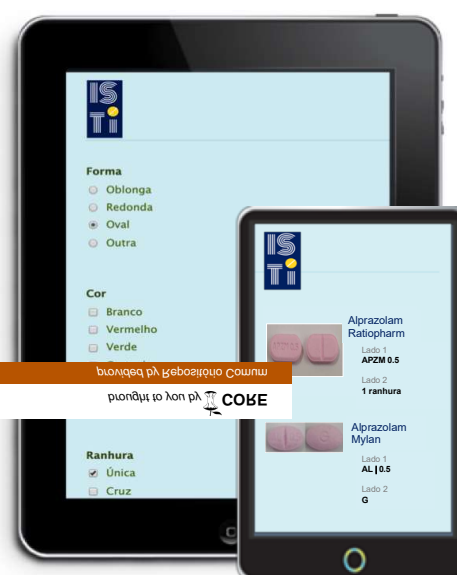 IS
Ti
Forma
Oblonga
Redonda
Oval
Outra
Cor
Branco
Vermelho
Verde
provided by Repositório Comum
brought to you by CORE
Ranhura
Única
Cruz
IS
Ti
Alprazolam
Ratiopharm
Lado 1
APZM 0.5
Lado 2
1 ranhura
Alprazolam
Mylan
Lado 1
AL | 0.5
Lado 2
G